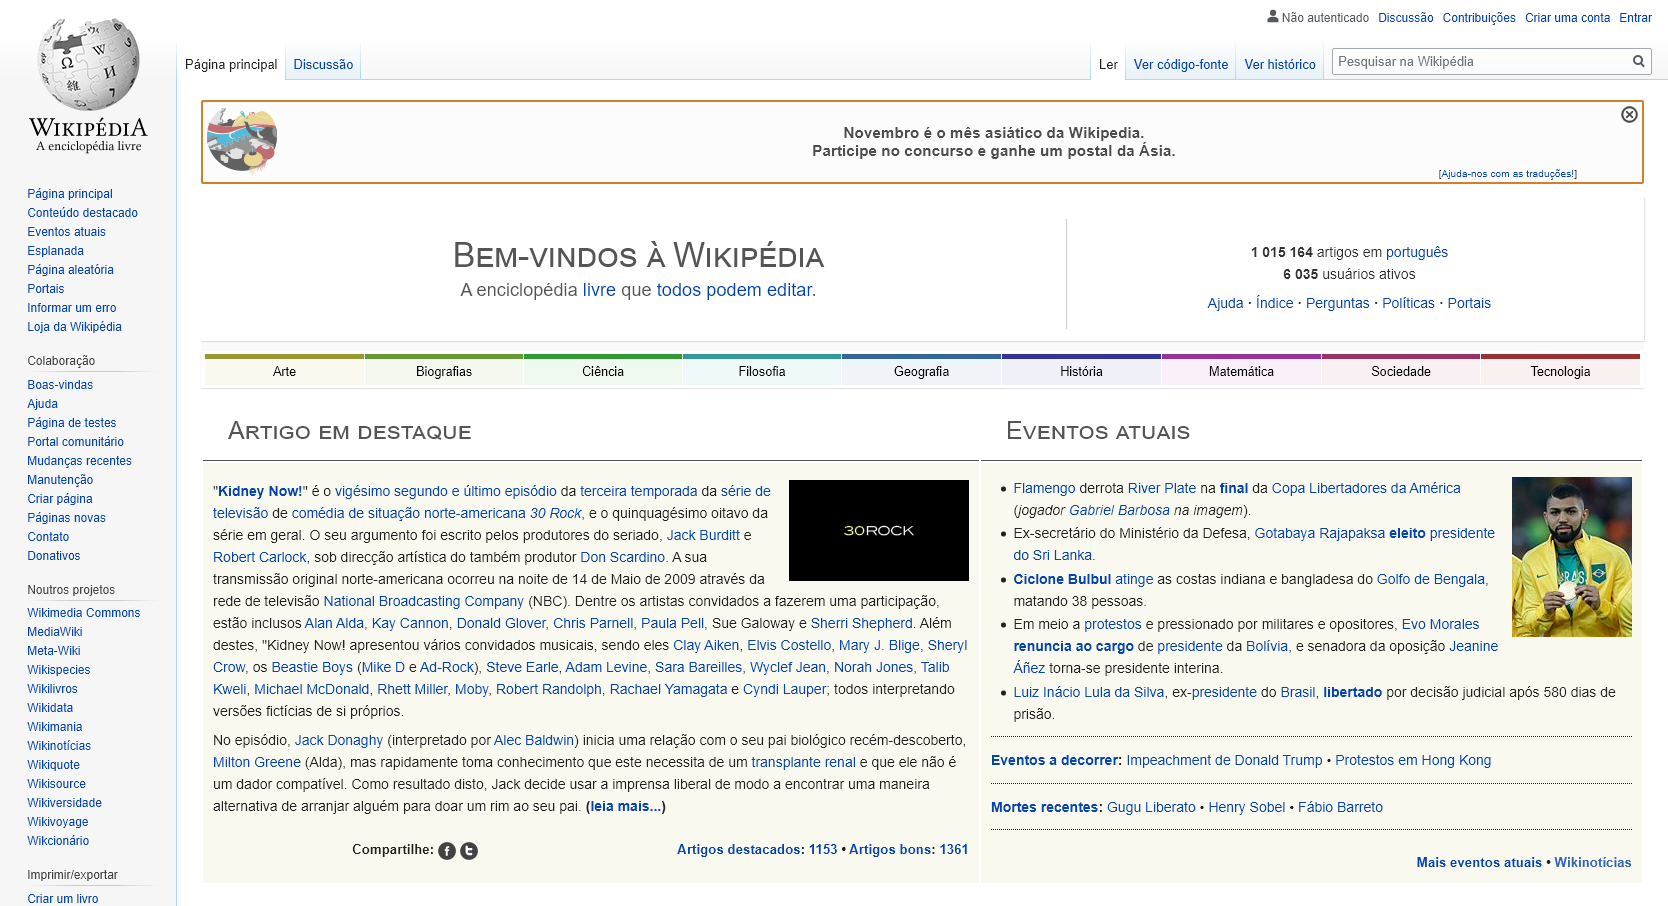 Não autenticado Discussão Contribuições Criar uma conta Entrar
Página principal Discussão Ler Ver código-fonte Ver histórico Pesquisar na Wikipédia
WIKIPÉDIA
A enciclopédia livre
Página principal
Conteúdo destacado
Eventos atuais
Esplanada
Página aleatória
Portais
Informar um erro
Loja da Wikipédia
Colaboração
Boas-vindas
Ajuda
Página de testes
Portal comunitário
Mudanças recentes
Manutenção
Criar página
Páginas novas
Contato
Donativos
Noutros projetos
Wikimedia Commons
MediaWiki
Meta-Wiki
Wikispecies
Wikilivros
Wikidata
Wikimania
Wikinotícias
Wikiquote
Wikisource
Wikiversidade
Wikivoyage
Wikcionário
Imprimir/exportar
Criar um livro
Novembro é o mês asiático da Wikipedia.
Participe no concurso e ganhe um postal da Ásia.
[Ajuda-nos com as traduções!]
Bem-vindos à Wikipédia
A enciclopédia livre que todos podem editar.
1 015 164 artigos em português
6 035 usuários ativos
Ajuda · Índice · Perguntas · Políticas · Portais
Arte Biografias Ciência Filosofia Geografia História Matemática Sociedade Tecnologia
Artigo em destaque
"Kidney Now!" é o vigésimo segundo e último episódio da terceira temporada da série de
televisão de comédia de situação norte-americana 30 Rock, e o quinquagésimo oitavo da
série em geral. O seu argumento foi escrito pelos produtores do seriado, Jack Burditt e
Robert Carlock, sob direcção artística do também produtor Don Scardino. A sua
transmissão original norte-americana ocorreu na noite de 14 de Maio de 2009 através da
rede de televisão National Broadcasting Company (NBC). Dentre os artistas convidados a fazerem uma participação,
estão inclusos Alan Alda, Kay Cannon, Donald Glover, Chris Parnell, Paula Pell, Sue Galoway e Sherri Shepherd. Além
destes, "Kidney Now! apresentou vários convidados musicais, sendo eles Clay Aiken, Elvis Costello, Mary J. Blige, Sheryl
Crow, os Beastie Boys (Mike D e Ad-Rock), Steve Earle, Adam Levine, Sara Bareilles, Wyclef Jean, Norah Jones, Talib
Kweli, Michael McDonald, Rhett Miller, Moby, Robert Randolph, Rachael Yamagata e Cyndi Lauper; todos interpretando
versões fictícias de si próprios.
30ROCK
No episódio, Jack Donaghy (interpretado por Alec Baldwin) inicia uma relação com o seu pai biológico recém-descoberto,
Milton Greene (Alda), mas rapidamente toma conhecimento que este necessita de um transplante renal e que ele não é
um dador compatível. Como resultado disto, Jack decide usar a imprensa liberal de modo a encontrar uma maneira
alternativa de arranjar alguém para doar um rim ao seu pai. (leia mais...)
Compartilhe:
Artigos destacados: 1153 • Artigos bons: 1361
Eventos atuais
• Flamengo derrota River Plate na final da Copa Libertadores da América
(jogador Gabriel Barbosa na imagem).
• Ex-secretário do Ministério da Defesa, Gotabaya Rajapaksa eleito presidente
do Sri Lanka.
• Ciclone Bulbul atinge as costas indiana e bangladesa do Golfo de Bengala,
matando 38 pessoas.
• Em meio a protestos e pressionado por militares e opositores, Evo Morales
renuncia ao cargo de presidente da Bolívia, e senadora da oposição Jeanine
Áñez torna-se presidente interina.
• Luiz Inácio Lula da Silva, ex-presidente do Brasil, libertado por decisão judicial após 580 dias de
prisão.
Eventos a decorrer: Impeachment de Donald Trump • Protestos em Hong Kong
Mortes recentes: Gugu Liberato • Henry Sobel • Fábio Barreto
Mais eventos atuais • Wikinotícias